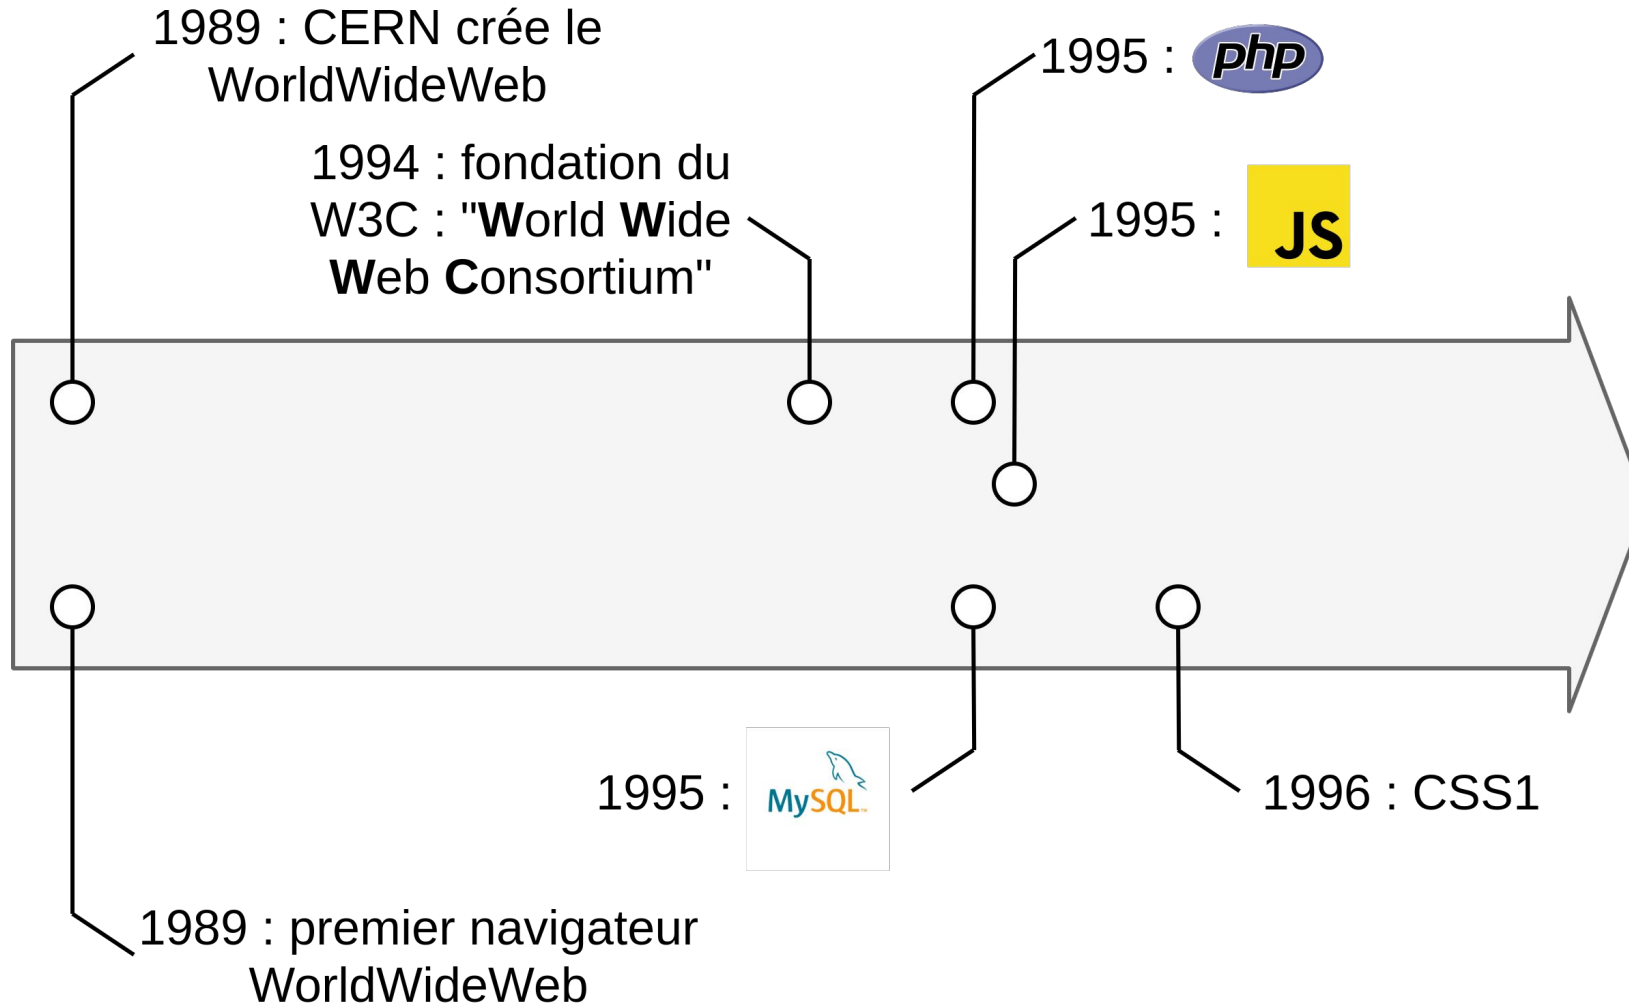 1989 : CERN crée le
WorldWideWeb
1995 : php
1994 : fondation du
W3C : "World Wide
Web Consortium"
1995 : JS
1995 : MySQL
1996 : CSS1
1989 : premier navigateur
WorldWideWeb